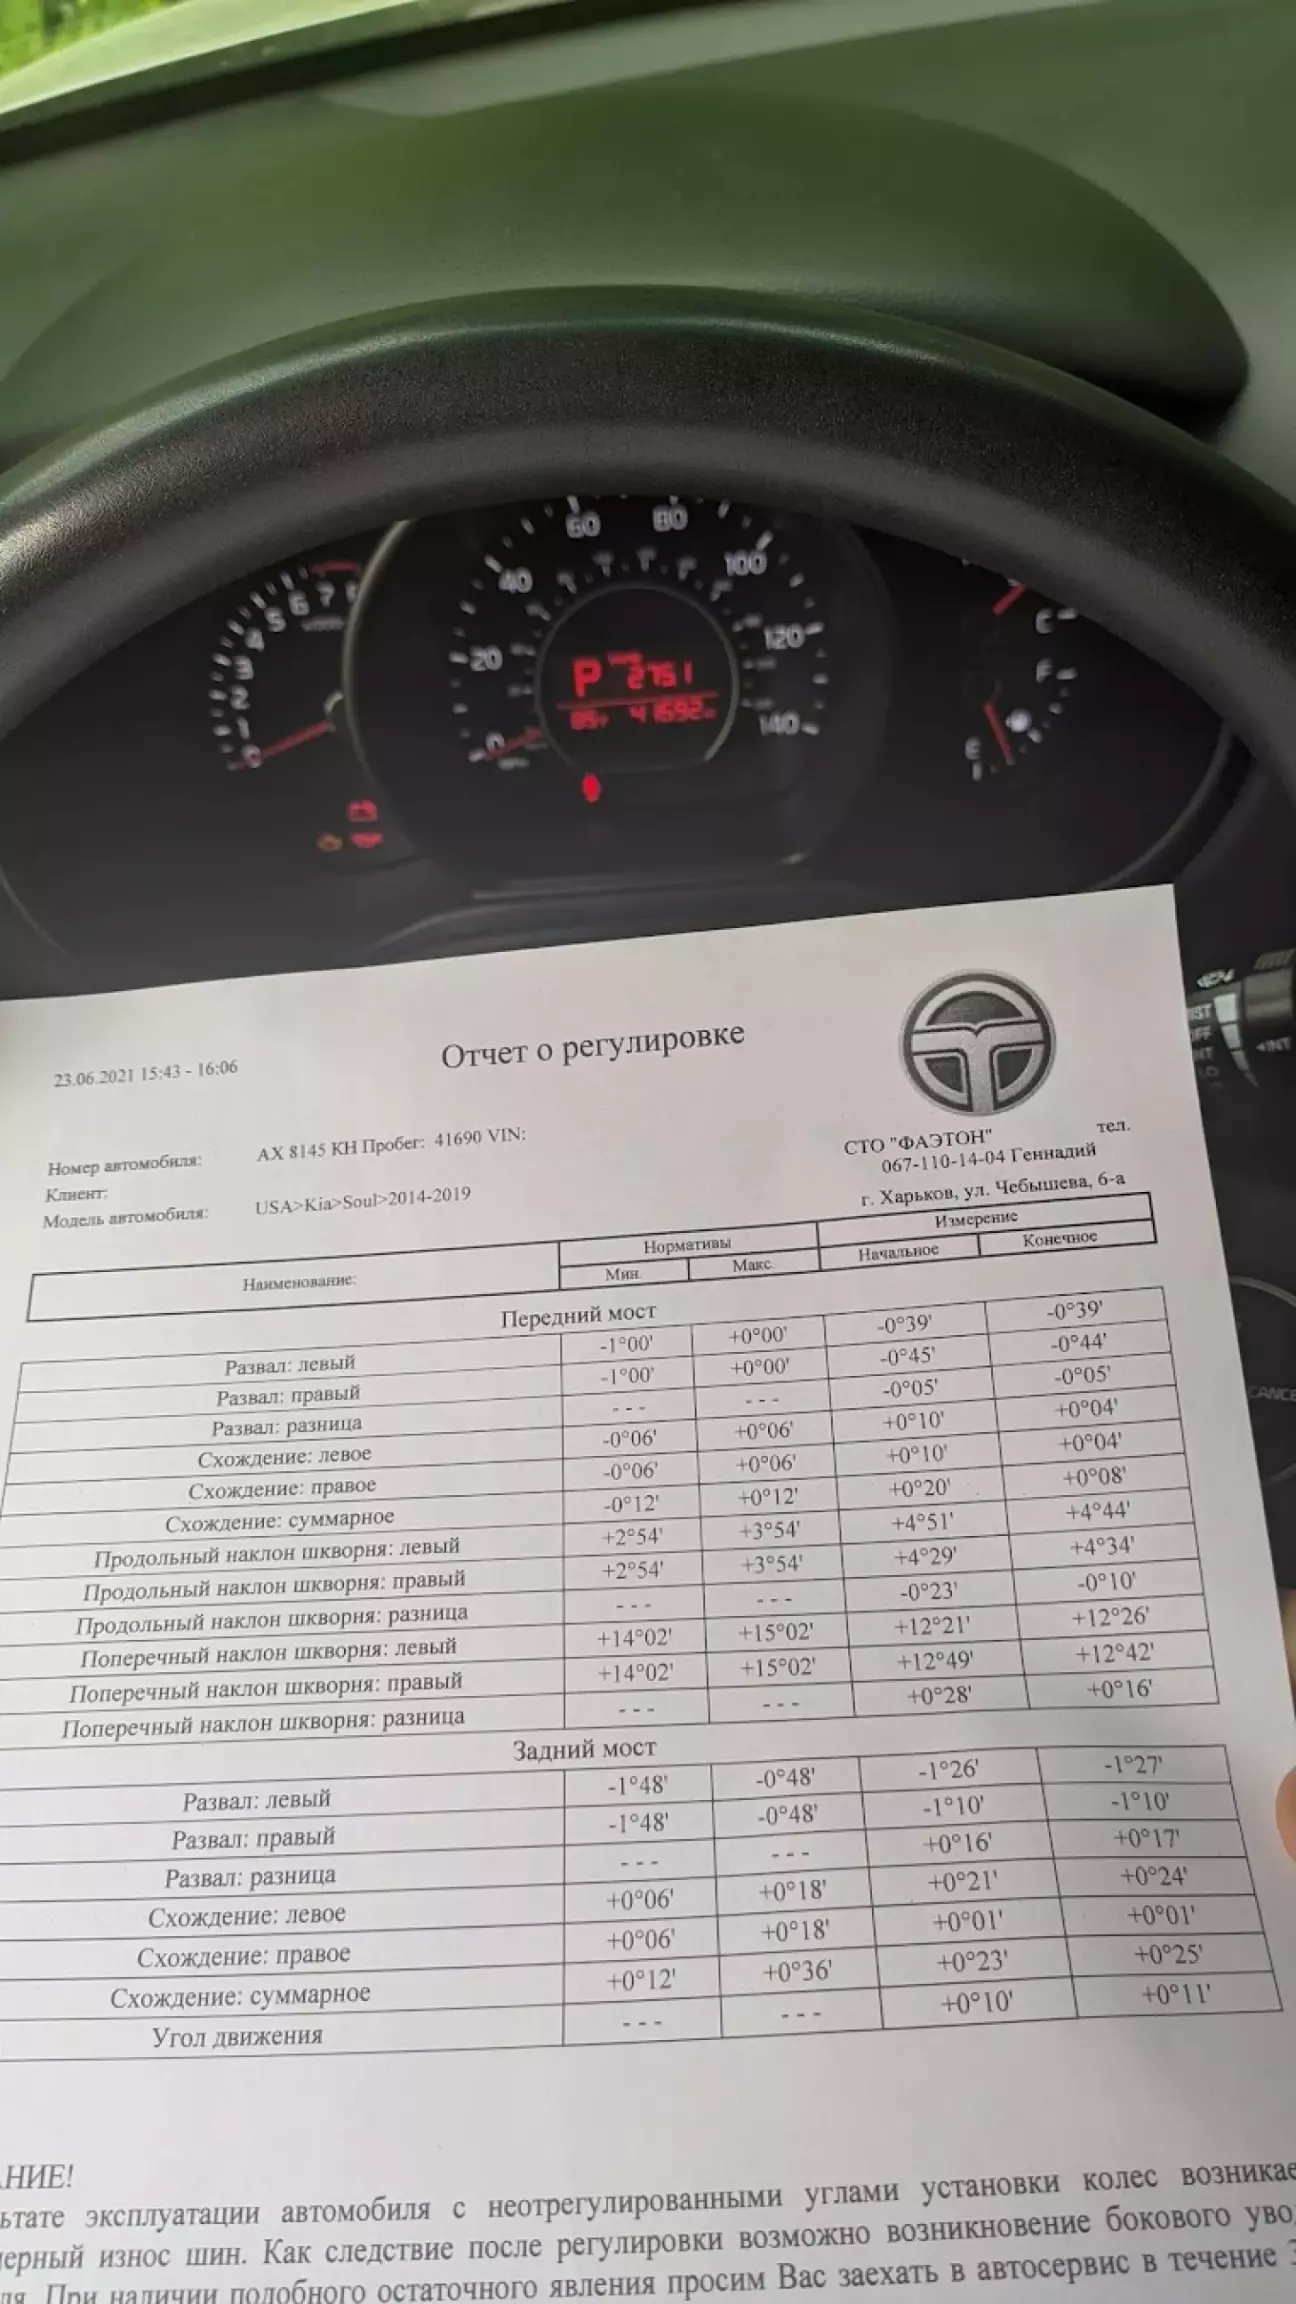 60 80
40 100
20 120
0 140
P 2751
41692
0 1 2 3 4 5 6 7
C
F
E
INT
CANCE
23.06.2021 15:43 - 16:06
Отчет о регулировке
Номер автомобиля: AX 8145 KH Пробег: 41690 VIN:
Клиент:
Модель автомобиля: USA>Kia>Soul>2014-2019
СТО "ФАЭТОН" тел.
067-110-14-04 Геннадий
г. Харьков, ул. Чебышева, 6-а
Наименование: Нормативы Измерение
Мин. Макс Начальное Конечное
Передний мост
Развал: левый -1°00' +0°00' -0°39' -0°39'
Развал: правый -1°00' +0°00' -0°45' -0°44'
Развал: разница - - - - - - -0°05' -0°05'
Схождение: левое -0°06' +0°06' +0°10' +0°04'
Схождение: правое -0°06' +0°06' +0°10' +0°04'
Схождение: суммарное -0°12' +0°12' +0°20' +0°08'
Продольный наклон шкворня: левый +2°54' +3°54' +4°51' +4°44'
Продольный наклон шкворня: правый +2°54' +3°54' +4°29' +4°34'
Продольный наклон шкворня: разница - - - - - - -0°23' -0°10'
Поперечный наклон шкворня: левый +14°02' +15°02' +12°21' +12°26'
Поперечный наклон шкворня: правый +14°02' +15°02' +12°49' +12°42'
Поперечный наклон шкворня: разница - - - - - - +0°28' +0°16'
Задний мост
Развал: левый -1°48' -0°48' -1°26' -1°27'
Развал: правый -1°48' -0°48' -1°10' -1°10'
Развал: разница - - - - - - +0°16' +0°17'
Схождение: левое +0°06' +0°18' +0°21' +0°24'
Схождение: правое +0°06' +0°18' +0°01' +0°01'
Схождение: суммарное +0°12' +0°36' +0°23' +0°25'
Угол движения - - - - - - +0°10' +0°11'
АНИЕ!
ьтате эксплуатации автомобиля с неотрегулированными углами установки колес возникае
мерный износ шин. Как следствие после регулировки возможно возникновение бокового уво
ля. При наличии подобного остаточного явления просим Вас заехать в автосервис в течение 3